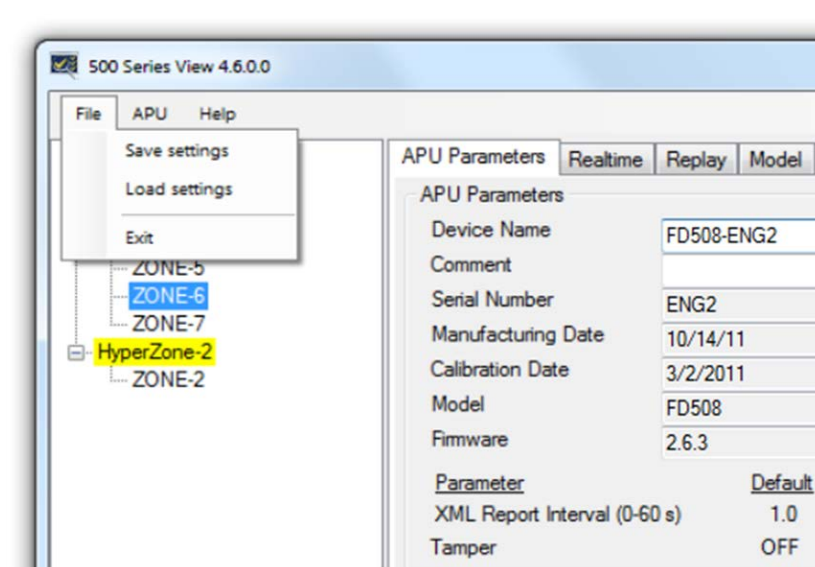 500 Series View 4.6.0.0
File APU Help
Save settings
Load settings
Exit
ZONE-5
ZONE-6
ZONE-7
HyperZone-2
ZONE-2
APU Parameters Realtime Replay Model
APU Parameters
Device Name FD508-ENG2
Comment
Serial Number ENG2
Manufacturing Date 10/14/11
Calibration Date 3/2/2011
Model FD508
Firmware 2.6.3
Parameter Default
XML Report Interval (0-60 s) 1.0
Tamper OFF